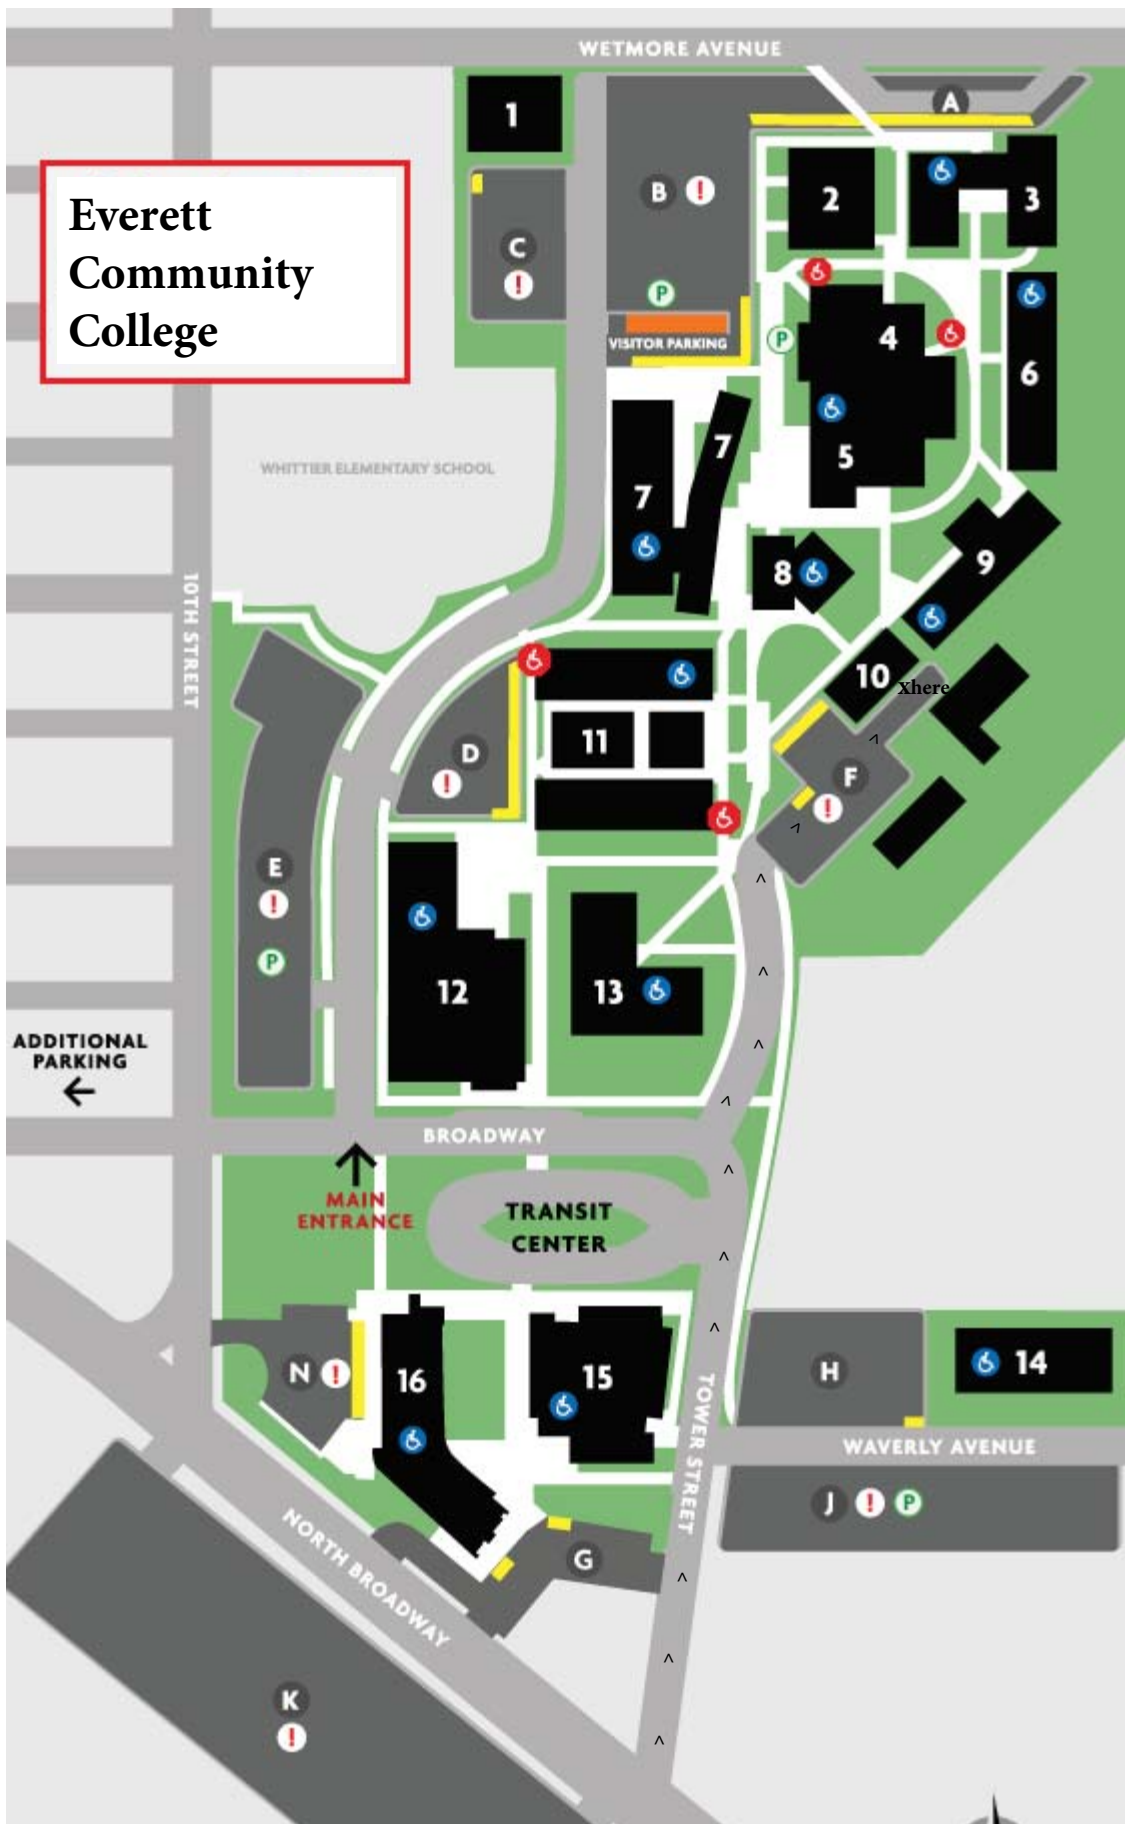 WETMORE AVENUE
A
1
Everett
Community
College
B !
2
3
C
!
P
VISITOR PARKING
P
4
6
WHITTIER ELEMENTARY SCHOOL
7
7
5
8
9
10TH STREET
10
Xhere
^
11
D
!
F
!
^
E
!
P
^
12
13
^
ADDITIONAL
PARKING
←
^
^
BROADWAY
↑
MAIN
ENTRANCE
^
TRANSIT
CENTER
^
^
N !
16
15
H
14
TOWER STREET
WAVERLY AVENUE
J ! P
NORTH BROADWAY
G
^
^
K
!
^